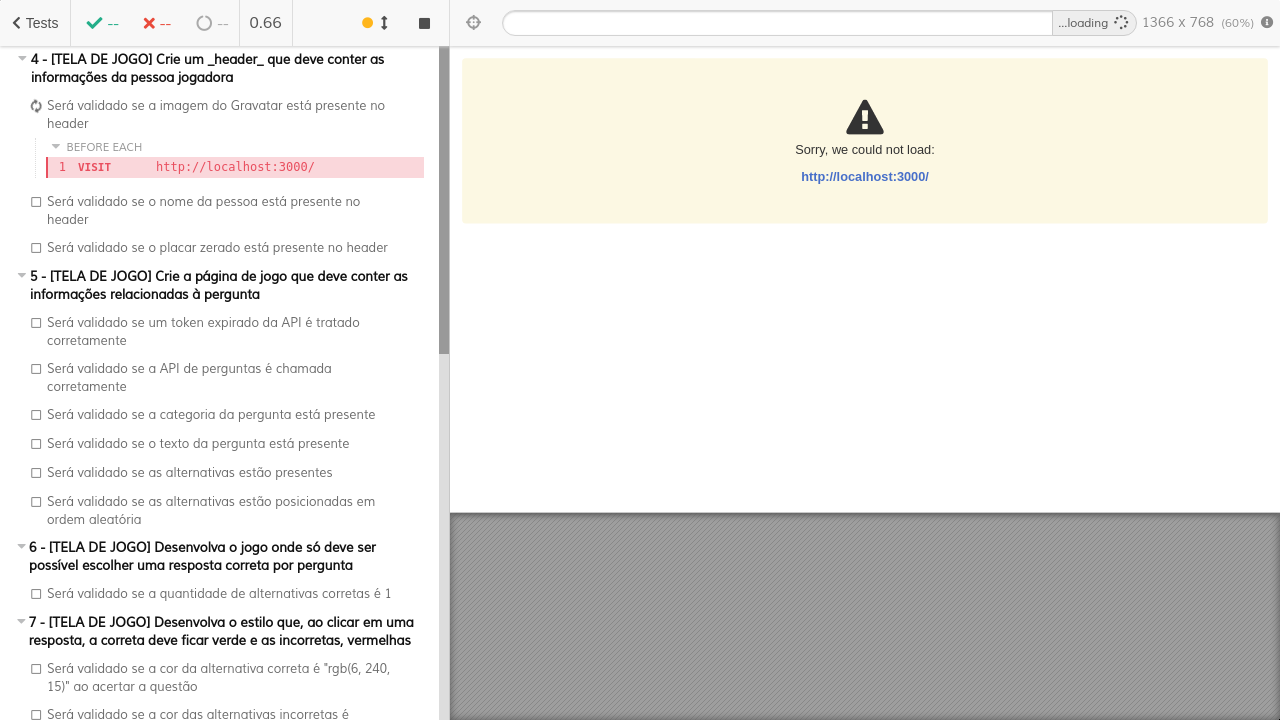 Tests -- -- -- 0.66 ...loading 1366 x 768 (60%)
4 - [TELA DE JOGO] Crie um _header_ que deve conter as
informações da pessoa jogadora
Será validado se a imagem do Gravatar está presente no
header
BEFORE EACH
1 VISIT http://localhost:3000/
Será validado se o nome da pessoa está presente no
header
Será validado se o placar zerado está presente no header
5 - [TELA DE JOGO] Crie a página de jogo que deve conter as
informações relacionadas à pergunta
Será validado se um token expirado da API é tratado
corretamente
Será validado se a API de perguntas é chamada
corretamente
Será validado se a categoria da pergunta está presente
Será validado se o texto da pergunta está presente
Será validado se as alternativas estão presentes
Será validado se as alternativas estão posicionadas em
ordem aleatória
6 - [TELA DE JOGO] Desenvolva o jogo onde só deve ser
possível escolher uma resposta correta por pergunta
Será validado se a quantidade de alternativas corretas é 1
7 - [TELA DE JOGO] Desenvolva o estilo que, ao clicar em uma
resposta, a correta deve ficar verde e as incorretas, vermelhas
Será validado se a cor da alternativa correta é "rgb(6, 240,
15)" ao acertar a questão
Será validado se a cor das alternativas incorretas é
Sorry, we could not load:
http://localhost:3000/